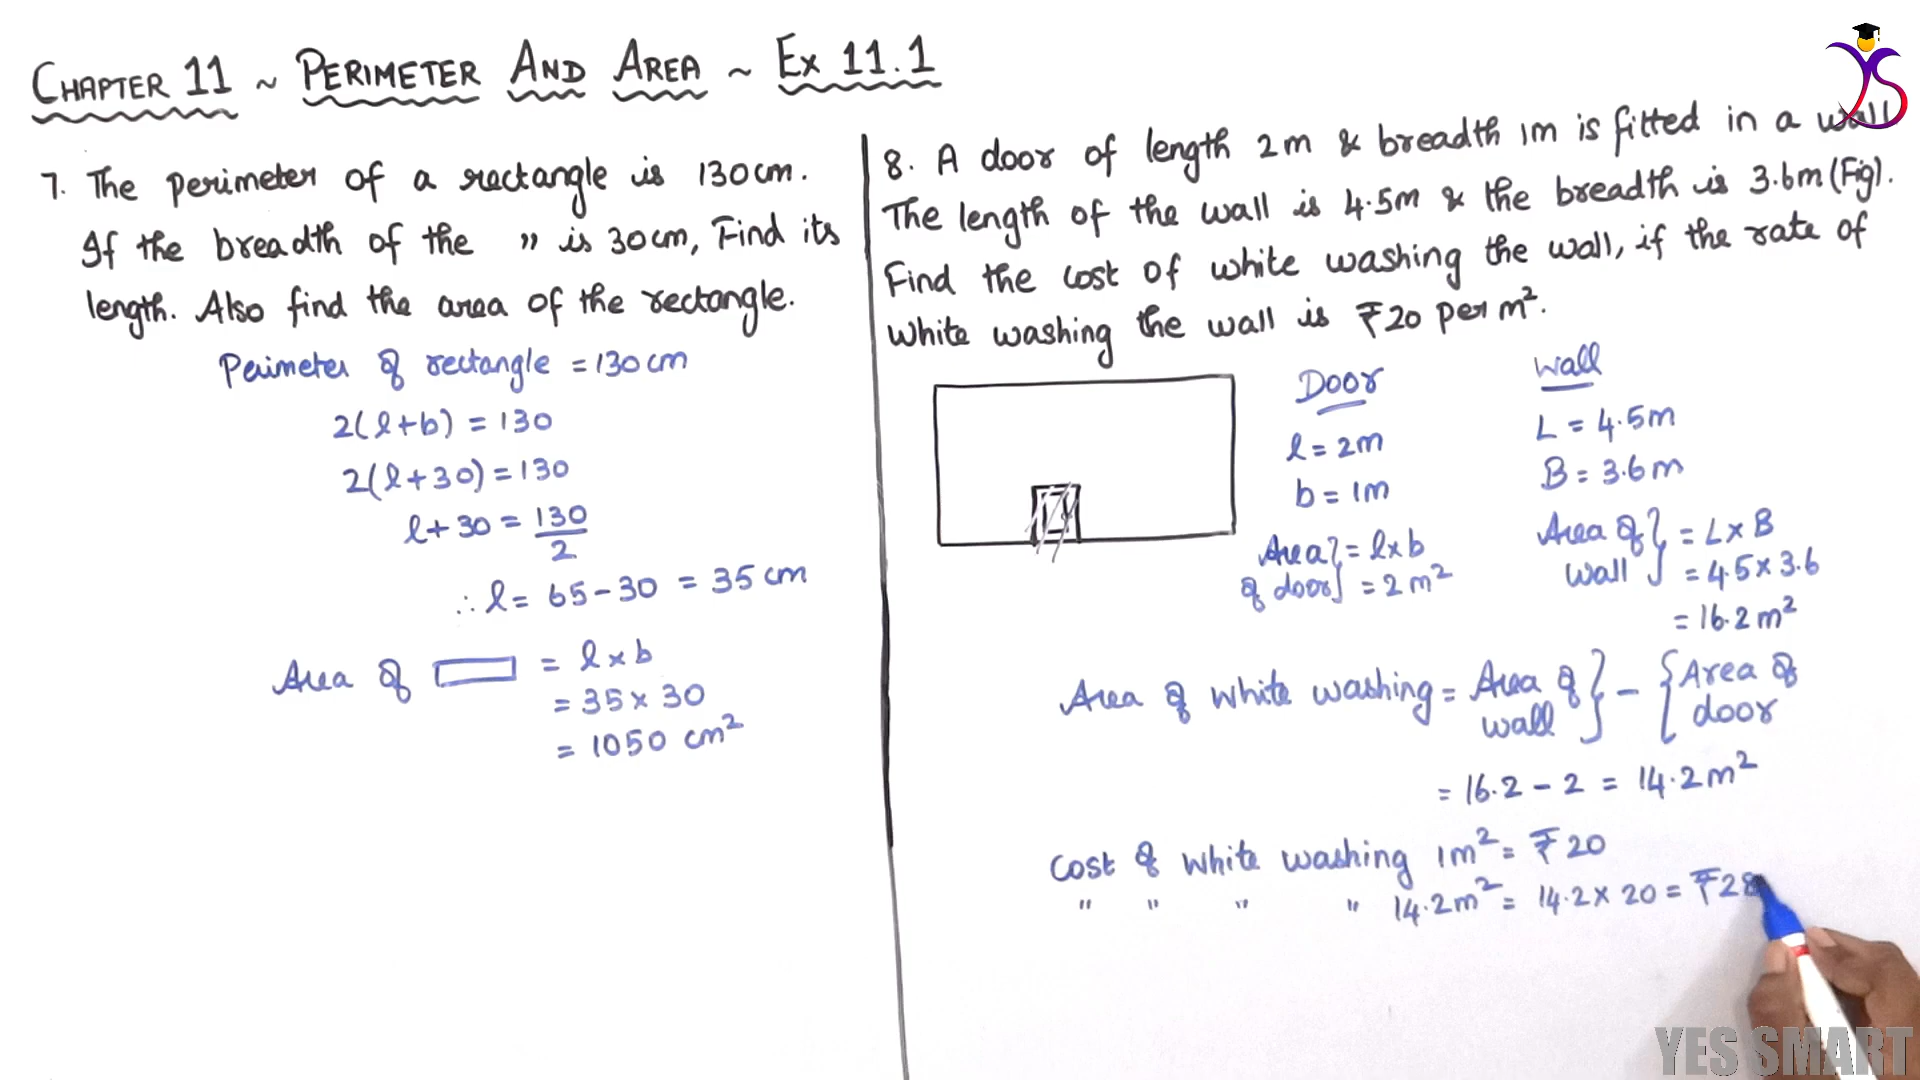 CHAPTER 11 ~ PERIMETER AND AREA ~ EX 11.1
7. The perimeter of a rectangle is 130cm.
If the breadth of the " is 30cm, Find its
length. Also find the area of the rectangle.
Perimeter of rectangle = 130cm
2(l+b) = 130
2(l+30) = 130
l+30 = 130/2
∴ l = 65-30 = 35 cm
Area of ▭ = l×b
= 35 × 30
= 1050 cm²
8. A door of length 2m & breadth 1m is fitted in a wall
The length of the wall is 4.5m & the breadth is 3.6m (Fig).
Find the cost of white washing the wall, if the rate of
white washing the wall is ₹20 per m².
Door
l = 2m
b = 1m
Area of door} = l×b
= 2m²
Wall
L = 4.5m
B = 3.6m
Area of wall} = L×B
= 4.5×3.6
= 16.2m²
Area of white washing = Area of wall} - {Area of door
= 16.2 - 2 = 14.2m²
Cost of white washing 1m² = ₹20
" " " " 14.2m² = 14.2×20 = ₹28
YS
YES SMART